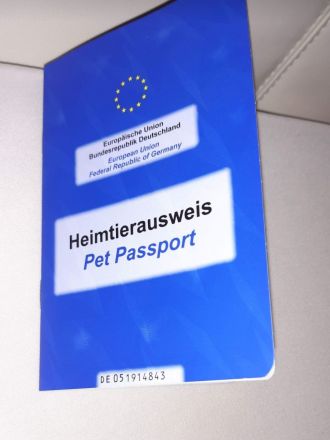 Europäische Union
Bundesrepublik Deutschland
European Union
Federal Republic of Germany
Heimtierausweis
Pet Passport
DE051914843